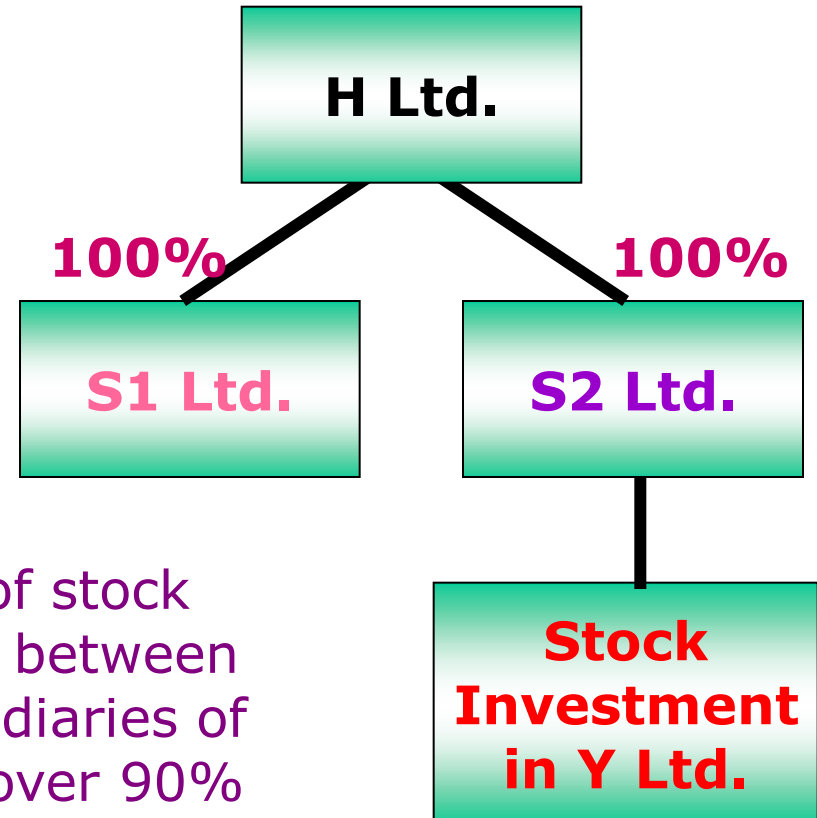 H Ltd.
100%
100%
S1 Ltd.
S2 Ltd.
of stock
between
diaries of
over 90%
Stock
Investment
in Y Ltd.